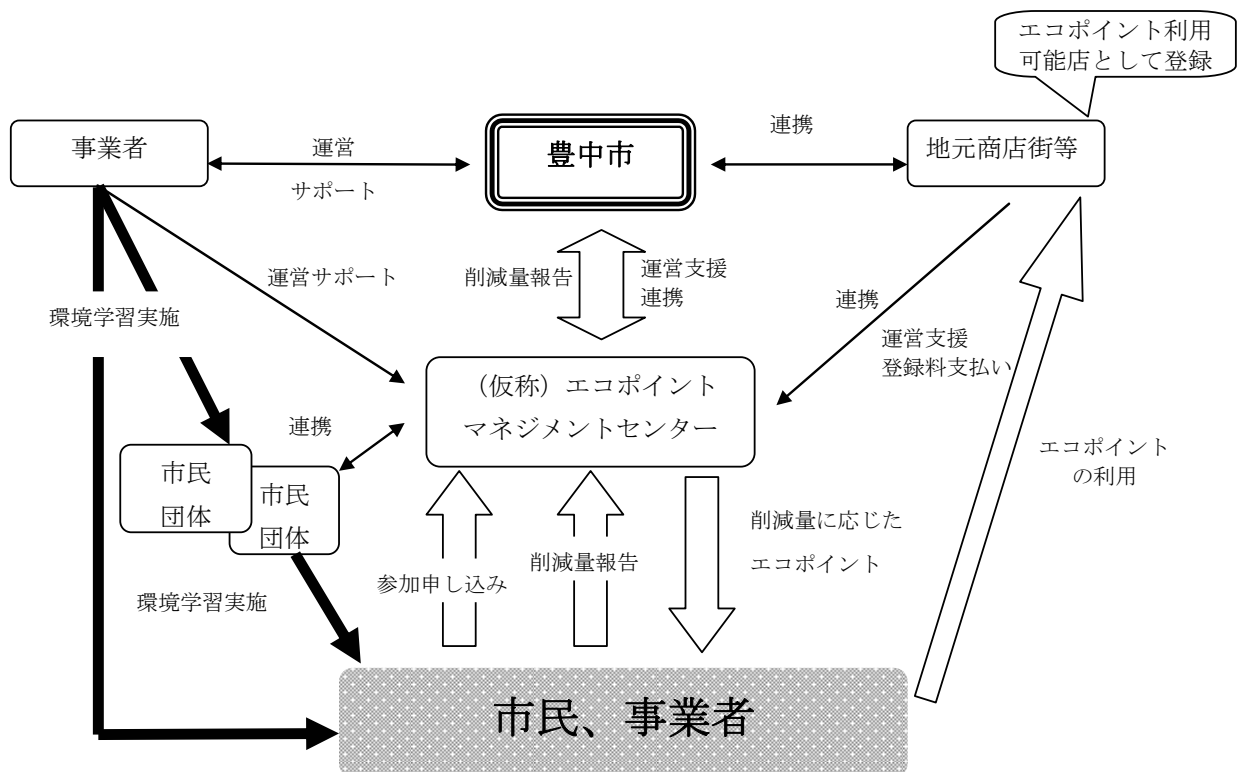 エコポイント利用
可能店として登録
事業者
運営
サポート
豊中市
連携
地元商店街等
運営サポート
削減量報告
運営支援
連携
連携
運営支援
登録料支払い
環境学習実施
(仮称)エコポイント
マネジメントセンター
連携
市民
団体
市民
団体
エコポイント
の利用
削減量に応じた
エコポイント
削減量報告
参加申し込み
環境学習実施
市民、事業者